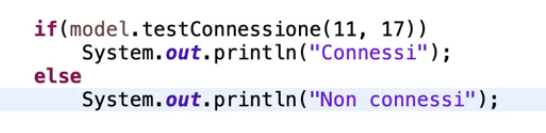 if(model.testConnessione(11, 17))
System.out.println("Connessi");
else
System.out.println("Non connessi");